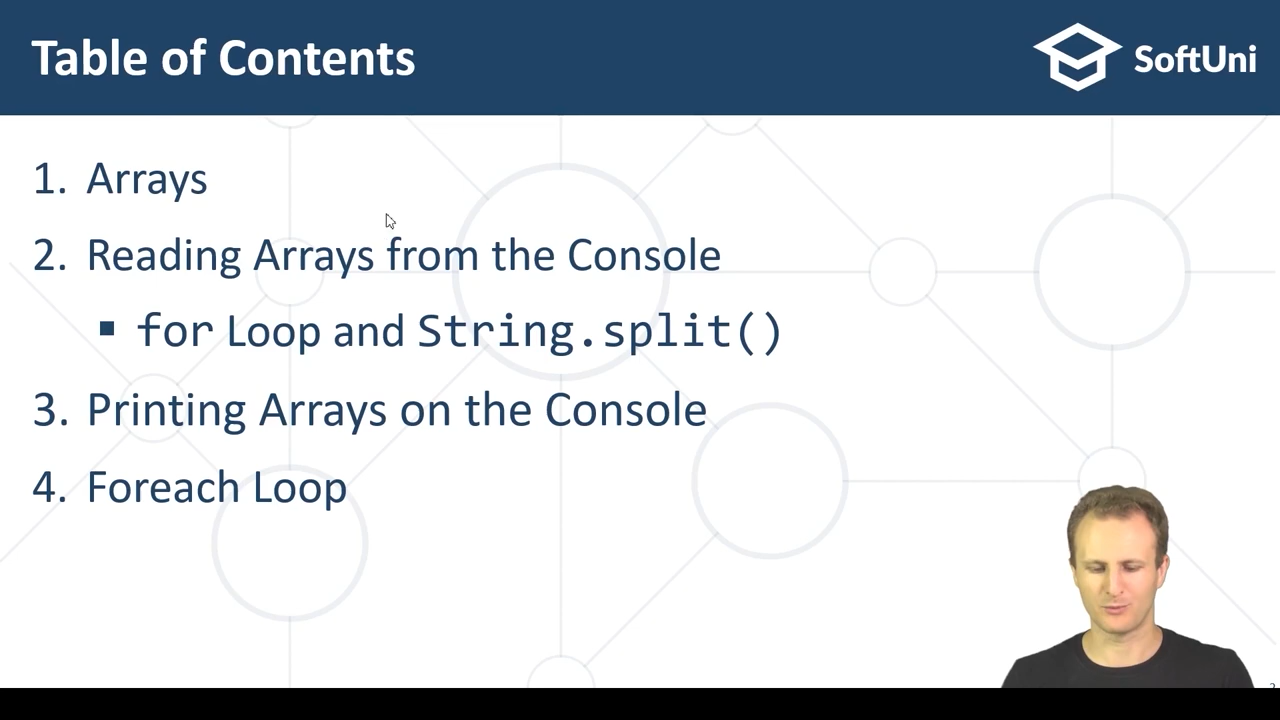 Table of Contents
SoftUni
1. Arrays
2. Reading Arrays from the Console
▪ for Loop and String.split()
3. Printing Arrays on the Console
4. Foreach Loop